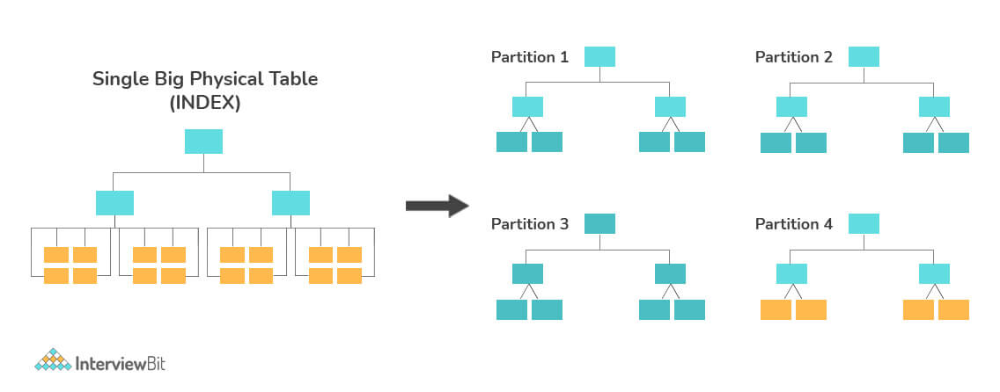 Single Big Physical Table
(INDEX)
Partition 1
Partition 2
Partition 3
Partition 4
InterviewBit